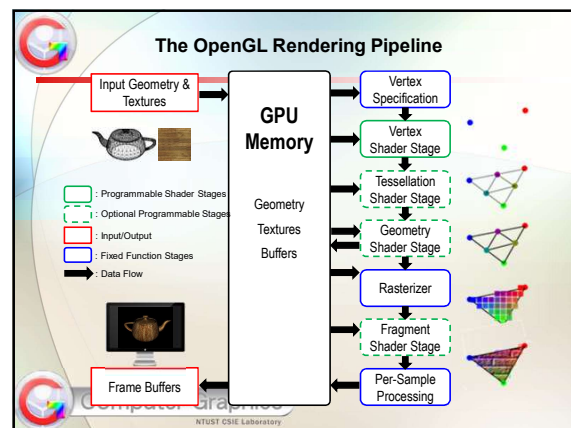 The OpenGL Rendering Pipeline
Input Geometry &
Textures
GPU
Memory
Geometry
Textures
Buffers
Vertex
Specification
Vertex
Shader Stage
Tessellation
Shader Stage
Geometry
Shader Stage
Rasterizer
Fragment
Shader Stage
Per-Sample
Processing
: Programmable Shader Stages
: Optional Programmable Stages
: Input/Output
: Fixed Function Stages
: Data Flow
Frame Buffers
Computer Graphics
NTUST CSIE Laboratory